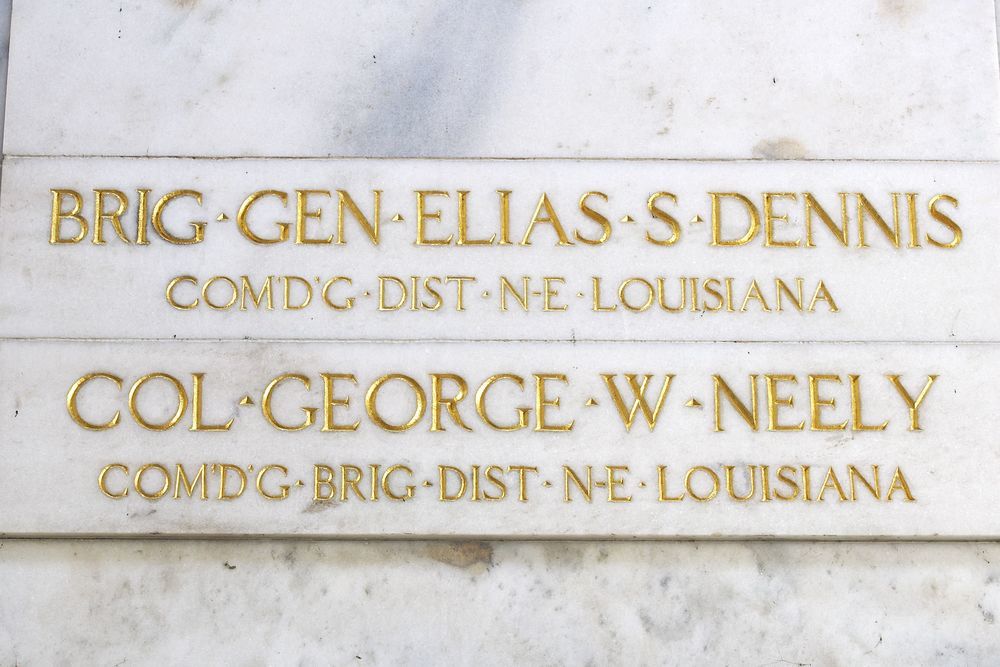 BRIG·GEN·ELIAS·S·DENNIS
COM'D'G·DIST·N-E·LOUISIANA
COL·GEORGE·W·NEELY
COM'D'G·BRIG·DIST·N-E·LOUISIANA